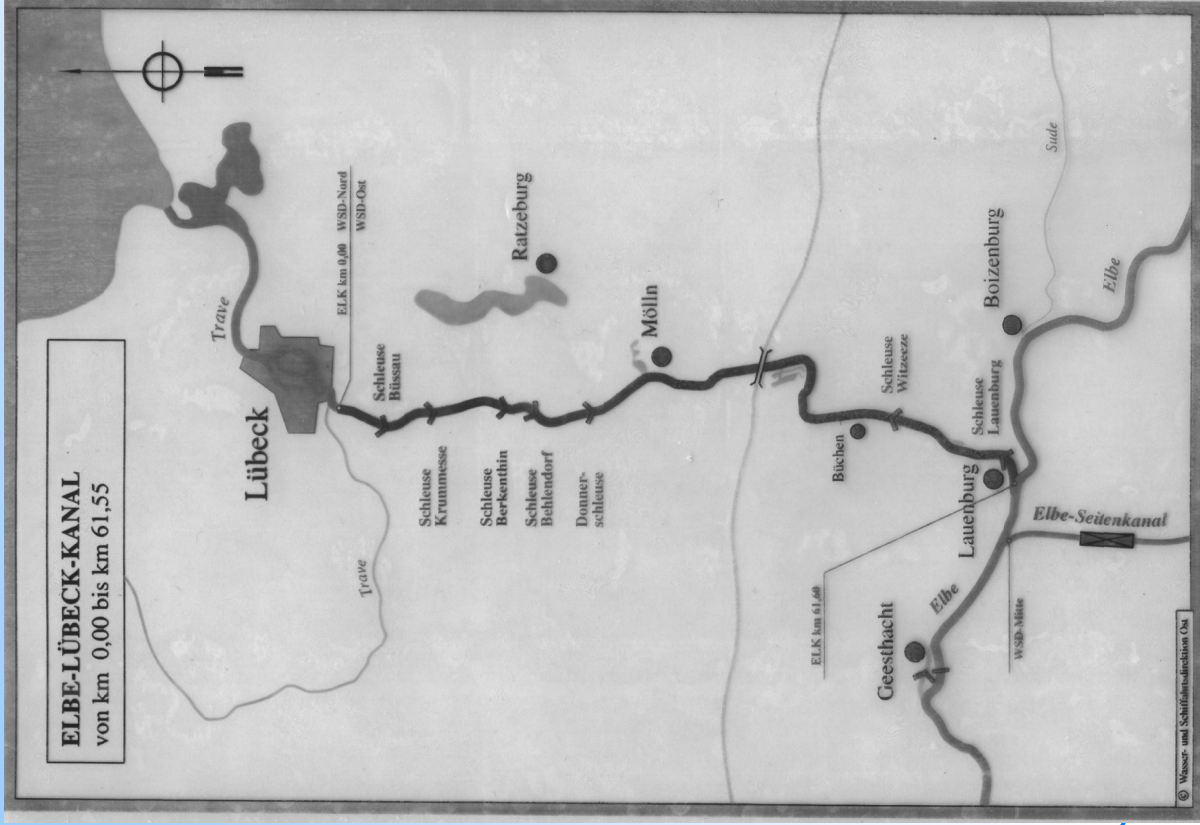 ELBE-LÜBECK-KANAL
von km 0,00 bis km 61,55
N
Trave
Lübeck
ELK km 0,00
WSD-Nord
WSD-Ost
Trave
Schleuse
Büssau
Schleuse
Krummesse
Schleuse
Berkenthin
Schleuse
Behlendorf
Donner-
schleuse
Ratzeburg
Mölln
Büchen
Schleuse
Witzeeze
Schleuse
Lauenburg
Lauenburg
ELK km 61,60
Boizenburg
Sude
Elbe
Elbe-Seitenkanal
Elbe
Geesthacht
WSD-Mitte
© Wasser- und Schiffahrtsdirektion Ost